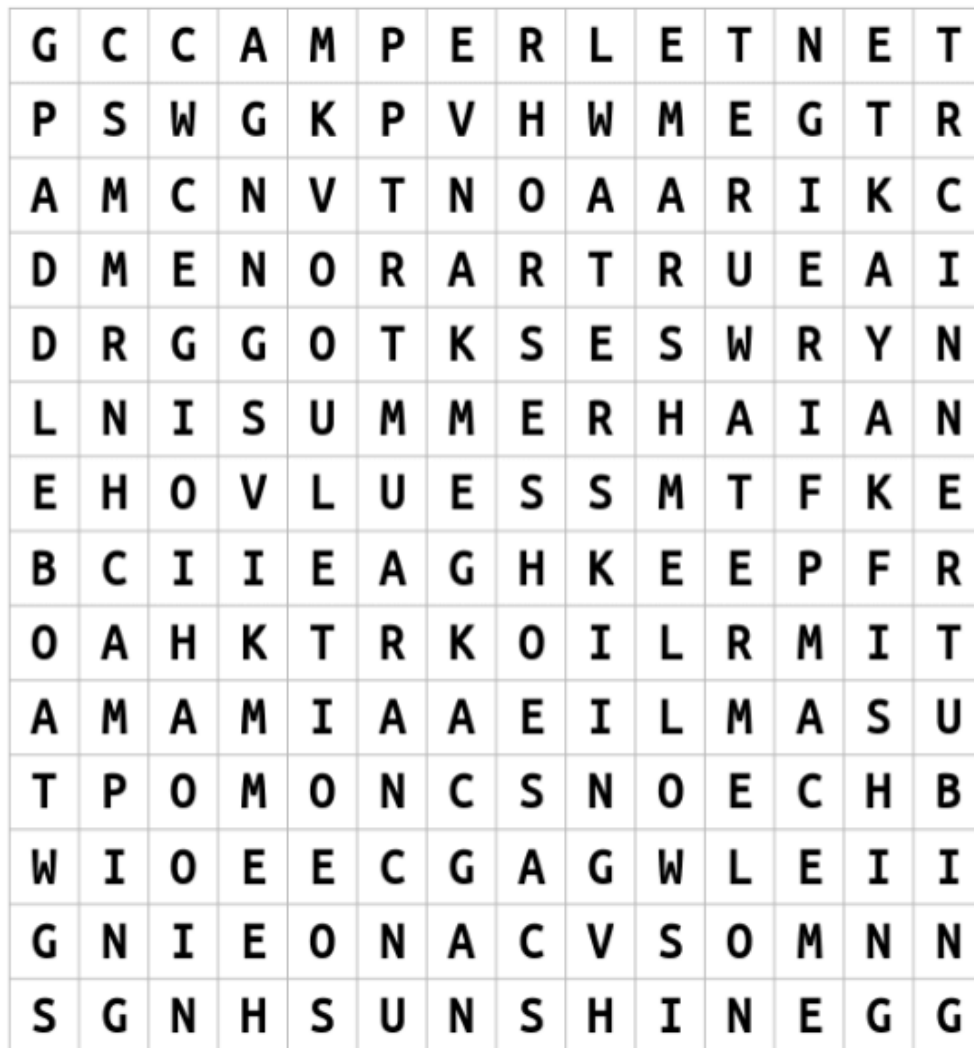 G C C A M P E R L E T N E T
P S W G K P V H W M E G T R
A M C N V T N O A A R I K C
D M E N O R A R T R U E A I
D R G G O T K S E S W R Y N
L N I S U M M E R H A I A N
E H O V L U E S S M T F K E
B C I I E A G H K E E P F R
O A H K T R K O I L R M I T
A M A M I A A E I L M A S U
T P O M O N C S N O E C H B
W I O E E C G A G W L E I I
G N I E O N A C V S O M N N
S G N H S U N S H I N E G G